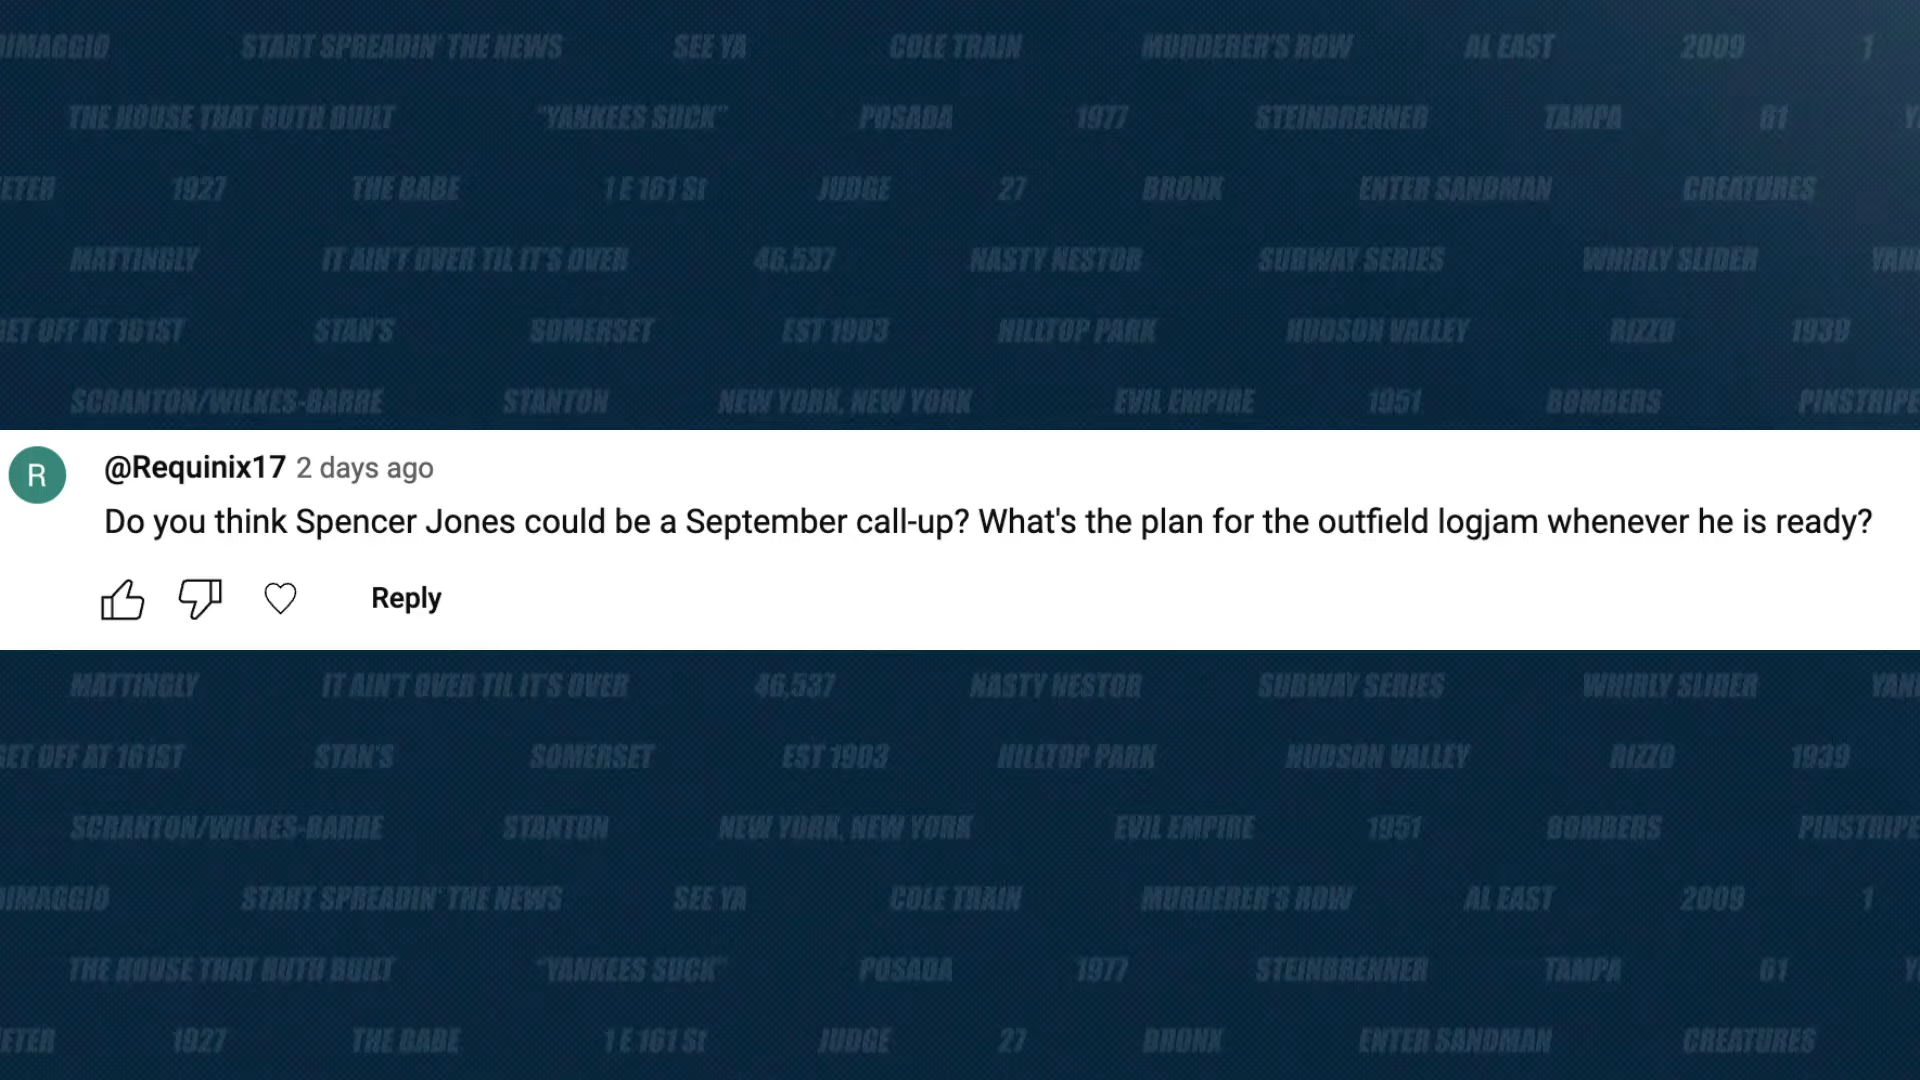 IMAGGIO START SPREADIN' THE NEWS SEE YA COLE TRAIN MURDERER'S ROW AL EAST 2009 1
THE HOUSE THAT RUTH BUILT "YANKEES SUCK" POSADA 1977 STEINBRENNER TAMPA 61 Y
ETER 1927 THE BABE 1 E 161 St JUDGE 27 BRONX ENTER SANDMAN CREATURES
MATTINGLY IT AIN'T OVER TIL IT'S OVER 46,537 NASTY NESTOR SUBWAY SERIES WHIRLY SLIDER YAN
GET OFF AT 161ST STAN'S SOMERSET EST 1903 HILLTOP PARK HUDSON VALLEY RIZZO 1939
SCRANTON/WILKES-BARRE STANTON NEW YORK, NEW YORK EVIL EMPIRE 1951 BOMBERS PINSTRIPE
R
@Requinix17 2 days ago
Do you think Spencer Jones could be a September call-up? What's the plan for the outfield logjam whenever he is ready?
Reply
MATTINGLY IT AIN'T OVER TIL IT'S OVER 46,537 NASTY NESTOR SUBWAY SERIES WHIRLY SLIDER YAN
GET OFF AT 161ST STAN'S SOMERSET EST 1903 HILLTOP PARK HUDSON VALLEY RIZZO 1939
SCRANTON/WILKES-BARRE STANTON NEW YORK, NEW YORK EVIL EMPIRE 1951 BOMBERS PINSTRIPE
IMAGGIO START SPREADIN' THE NEWS SEE YA COLE TRAIN MURDERER'S ROW AL EAST 2009 1
THE HOUSE THAT RUTH BUILT "YANKEES SUCK" POSADA 1977 STEINBRENNER TAMPA 61 Y
ETER 1927 THE BABE 1 E 161 St JUDGE 27 BRONX ENTER SANDMAN CREATURES